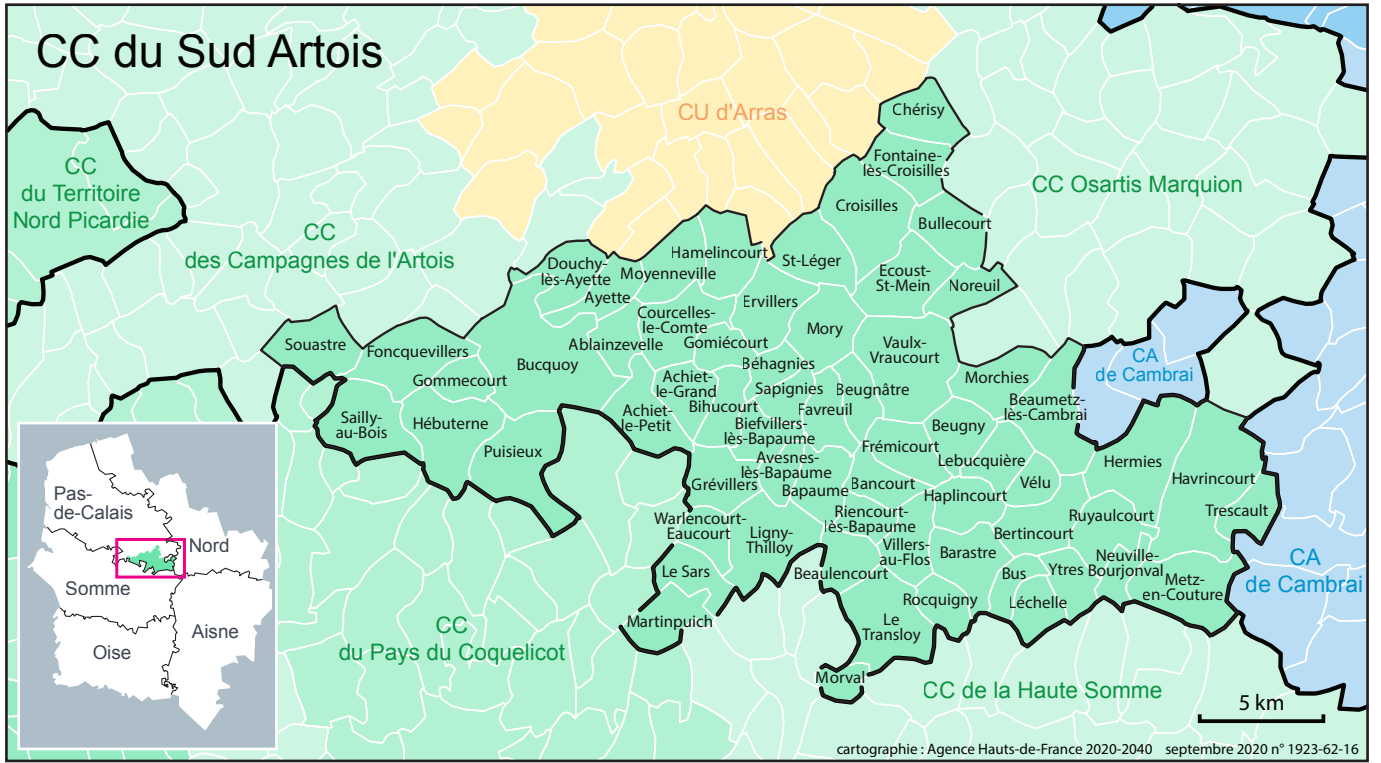 CC du Sud Artois
CU d'Arras
CC
du Territoire
Nord Picardie
CC
des Campagnes de l'Artois
CC Osartis Marquion
CA
de Cambrai
CA
de Cambrai
CC
du Pays du Coquelicot
CC de la Haute Somme
Chérisy
Fontaine-
lès-Croisilles
Croisilles
Bullecourt
Hamelincourt
St-Léger
Douchy-
lès-Ayette
Moyenneville
Ayette
Ecoust-
St-Mein
Noreuil
Ervillers
Courcelles-
le-Comte
Mory
Souastre
Foncquevillers
Ablainzevelle
Gomiécourt
Vaulx-
Vraucourt
Bucquoy
Béhagnies
Gommecourt
Achiet-
le-Grand
Sapignies
Beugnâtre
Morchies
Beaumetz-
lès-Cambrai
Sailly-
au-Bois
Hébuterne
Achiet-
le-Petit
Bihucourt
Favreuil
Biefvillers-
lès-Bapaume
Beugny
Puisieux
Frémicourt
Avesnes-
lès-Bapaume
Lebucquière
Hermies
Grévillers
Bapaume
Bancourt
Vélu
Havrincourt
Haplincourt
Trescault
Warlencourt-
Eaucourt
Ligny-
Thilloy
Riencourt-
lès-Bapaume
Ruyaulcourt
Bertincourt
Villers-
au-Flos
Barastre
Neuville-
Bourjonval
Le Sars
Beaulencourt
Bus
Ytres
Metz-
en-Couture
Rocquigny
Léchelle
Martinpuich
Le
Transloy
Morval
Pas-
de-Calais
Nord
Somme
Aisne
Oise
5 km
cartographie : Agence Hauts-de-France 2020-2040 septembre 2020 n° 1923-62-16